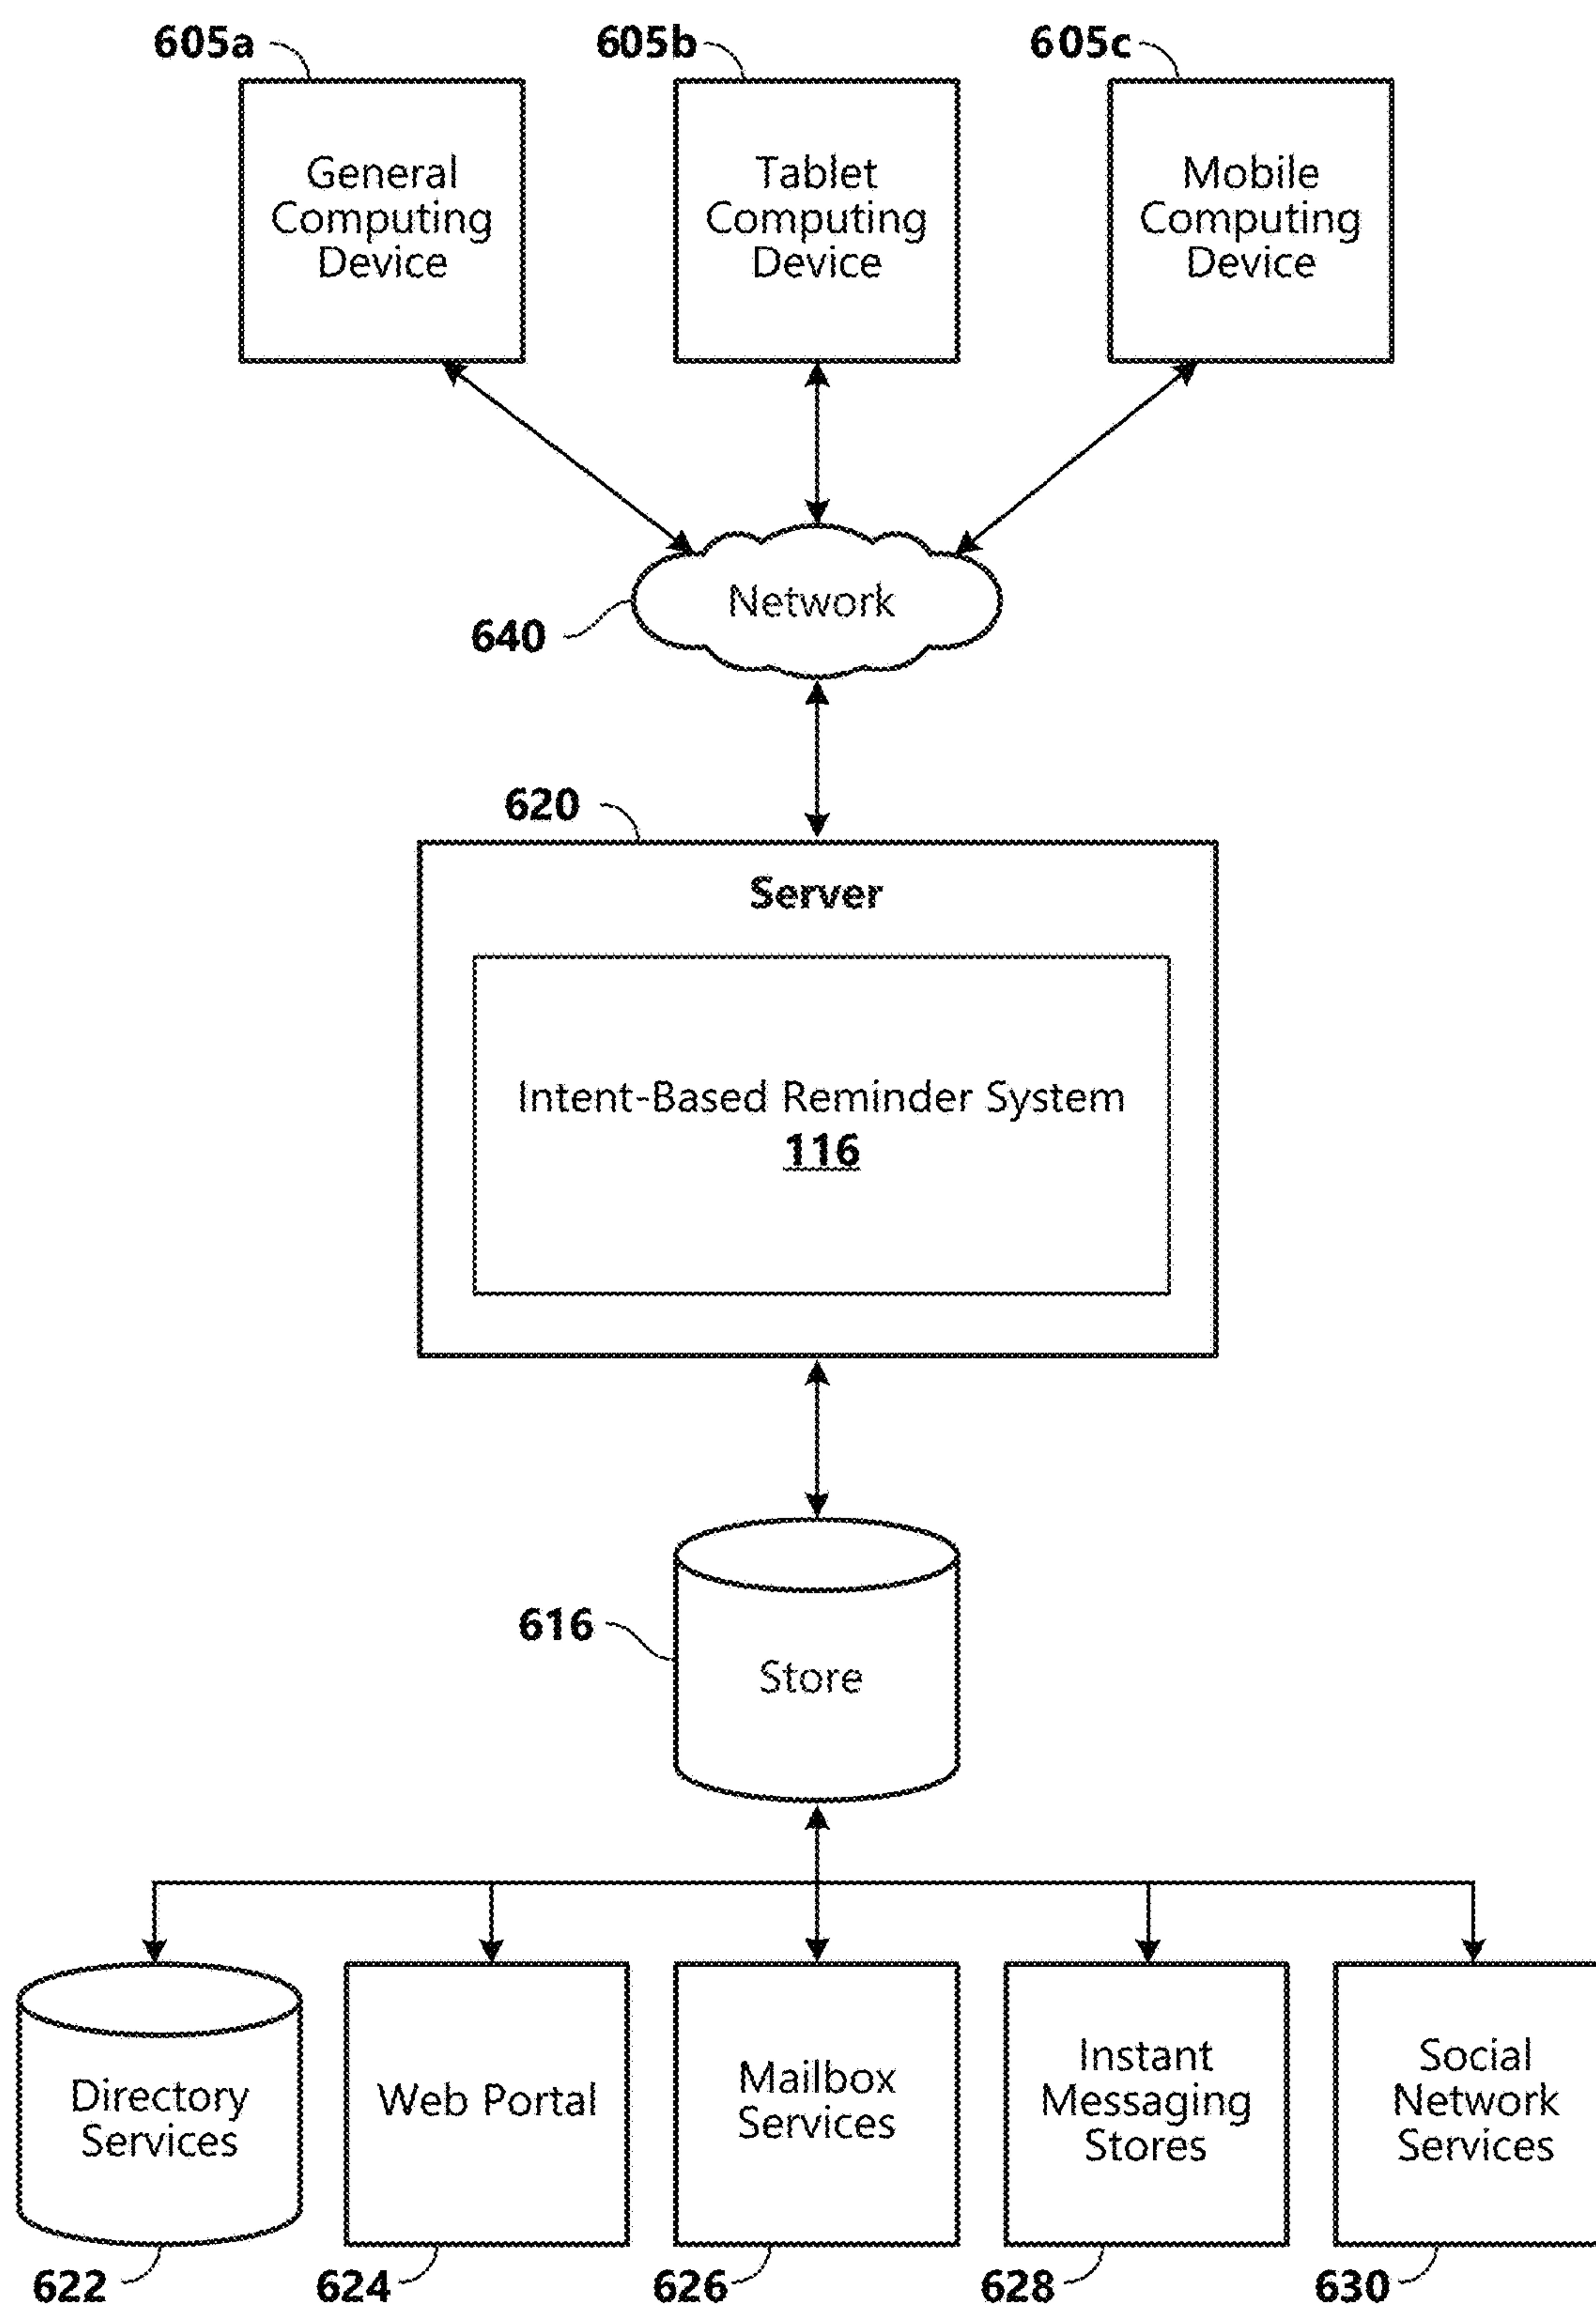 605a
605b
605c
General
Computing
Device
Tablet
Computing
Device
Mobile
Computing
Device
Network
640
620
Server
Intent-Based Reminder System
116
616
Store
Directory
Services
Web Portal
Mailbox
Services
Instant
Messaging
Stores
Social
Network
Services
622
624
626
628
630